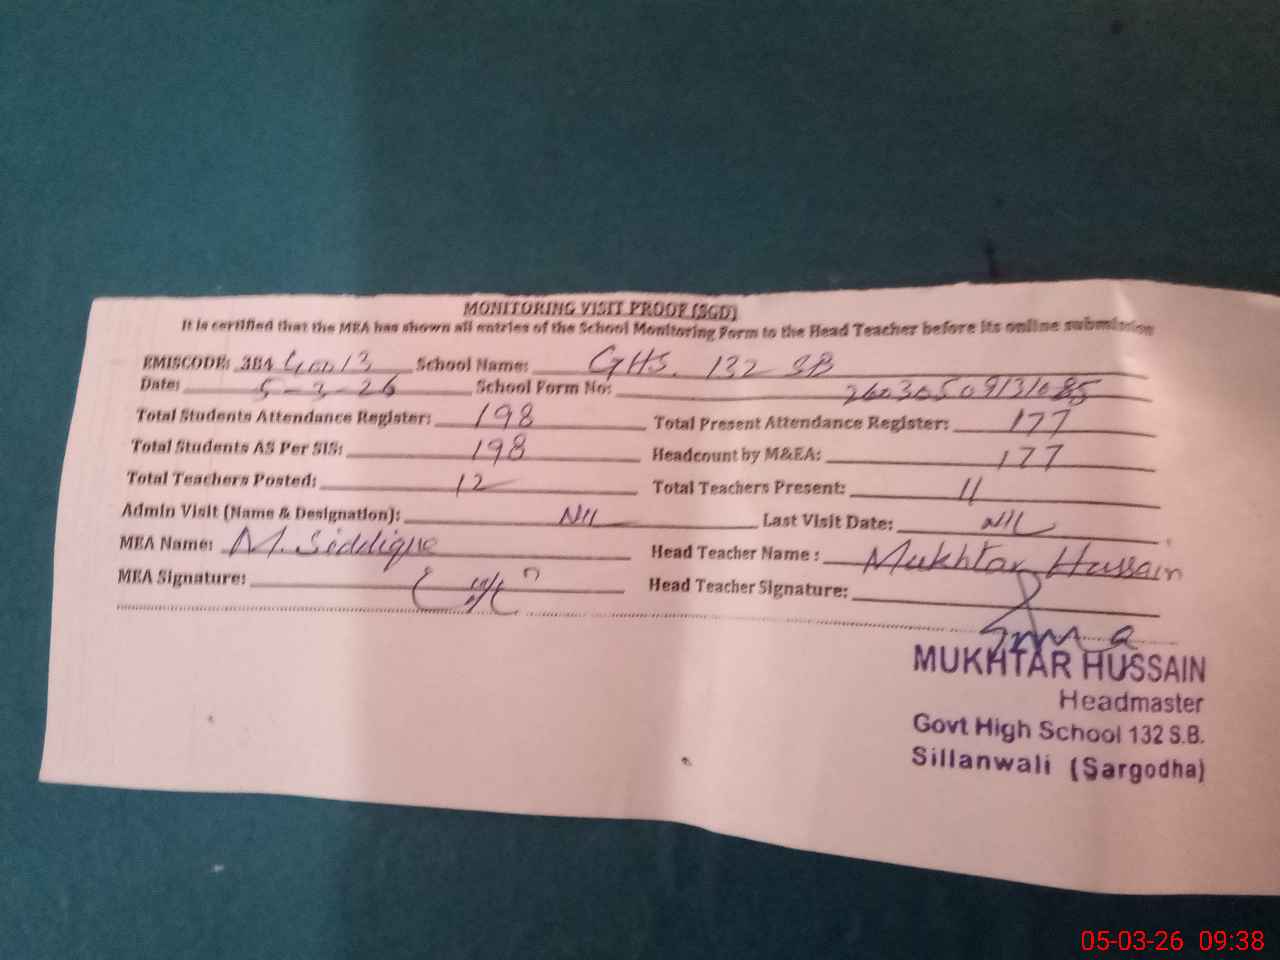 MONITORING VISIT PROOF (SGD)
It is certified that the MEA has shown all entries of the School Monitoring Form to the Head Teacher before its online submission
EMISCODE: 384 40013 School Name: GHS. 132 SB
Date: 5-3-26 School Form No: 26030509131085
Total Students Attendance Register: 198 Total Present Attendance Register: 177
Total Students AS Per SIS: 198 Headcount by M&EA: 177
Total Teachers Posted: 12 Total Teachers Present: 11
Admin Visit (Name & Designation): Nil Last Visit Date: NIL
MEA Name: M. Siddique Head Teacher Name : Mukhtar Hussain
MEA Signature: Head Teacher Signature:
MUKHTAR HUSSAIN
Headmaster
Govt High School 132 S.B.
Sillanwali (Sargodha)
05-03-26 09:38